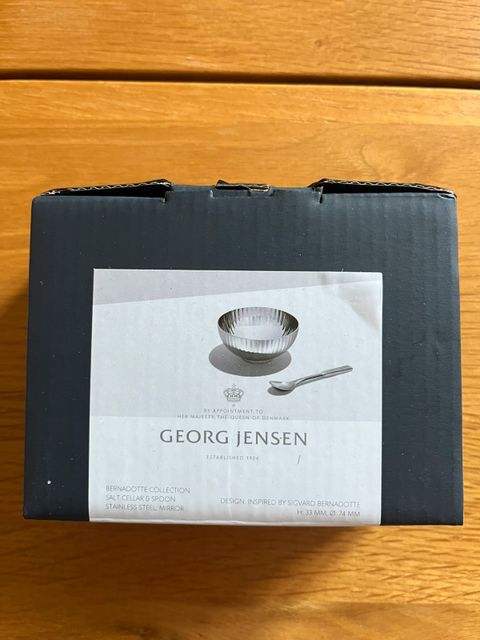 BY APPOINTMENT TO
HER MAJESTY THE QUEEN OF DENMARK
GEORG JENSEN
ESTABLISHED 1904
BERNADOTTE COLLECTION
SALT CELLAR & SPOON
STAINLESS STEEL, MIRROR
DESIGN: INSPIRED BY SIGVARD BERNADOTTE
H: 33 MM, Ø: 74 MM